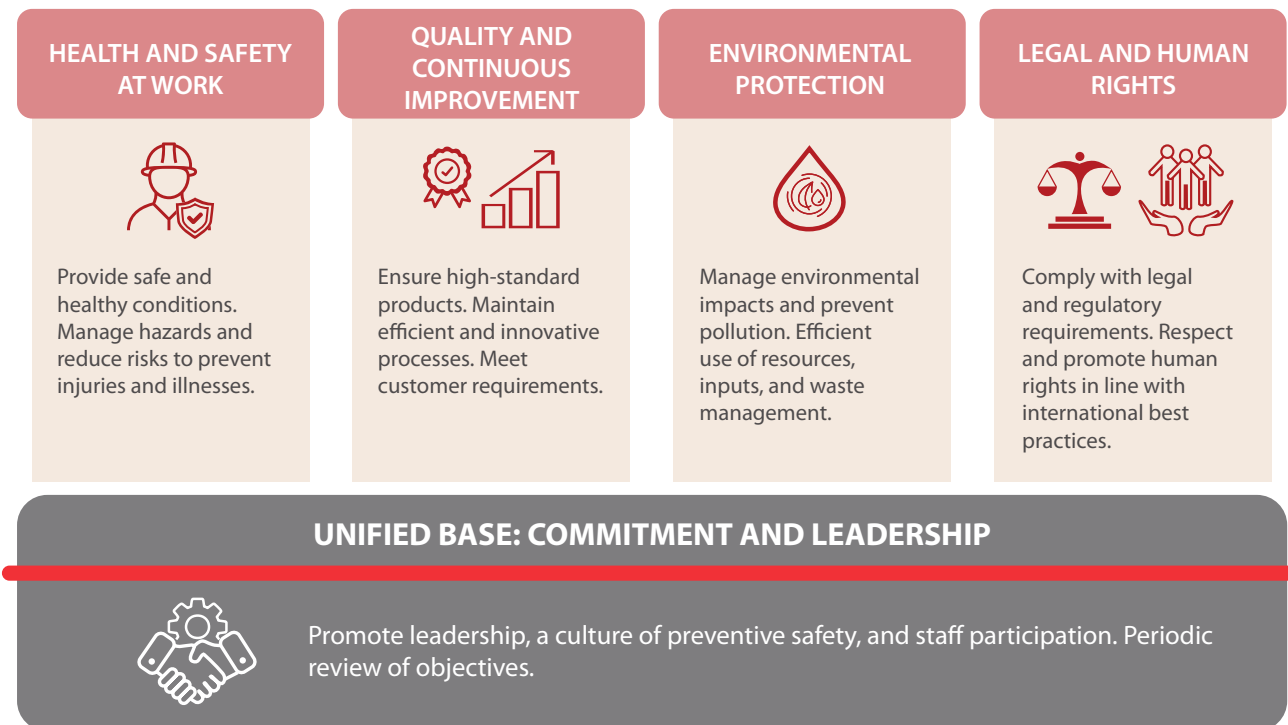 HEALTH AND SAFETY
AT WORK
Provide safe and
healthy conditions.
Manage hazards and
reduce risks to prevent
injuries and illnesses.
QUALITY AND
CONTINUOUS
IMPROVEMENT
Ensure high-standard
products. Maintain
efficient and innovative
processes. Meet
customer requirements.
ENVIRONMENTAL
PROTECTION
Manage environmental
impacts and prevent
pollution. Efficient
use of resources,
inputs, and waste
management.
LEGAL AND HUMAN
RIGHTS
Comply with legal
and regulatory
requirements. Respect
and promote human
rights in line with
international best
practices.
UNIFIED BASE: COMMITMENT AND LEADERSHIP
Promote leadership, a culture of preventive safety, and staff participation. Periodic
review of objectives.